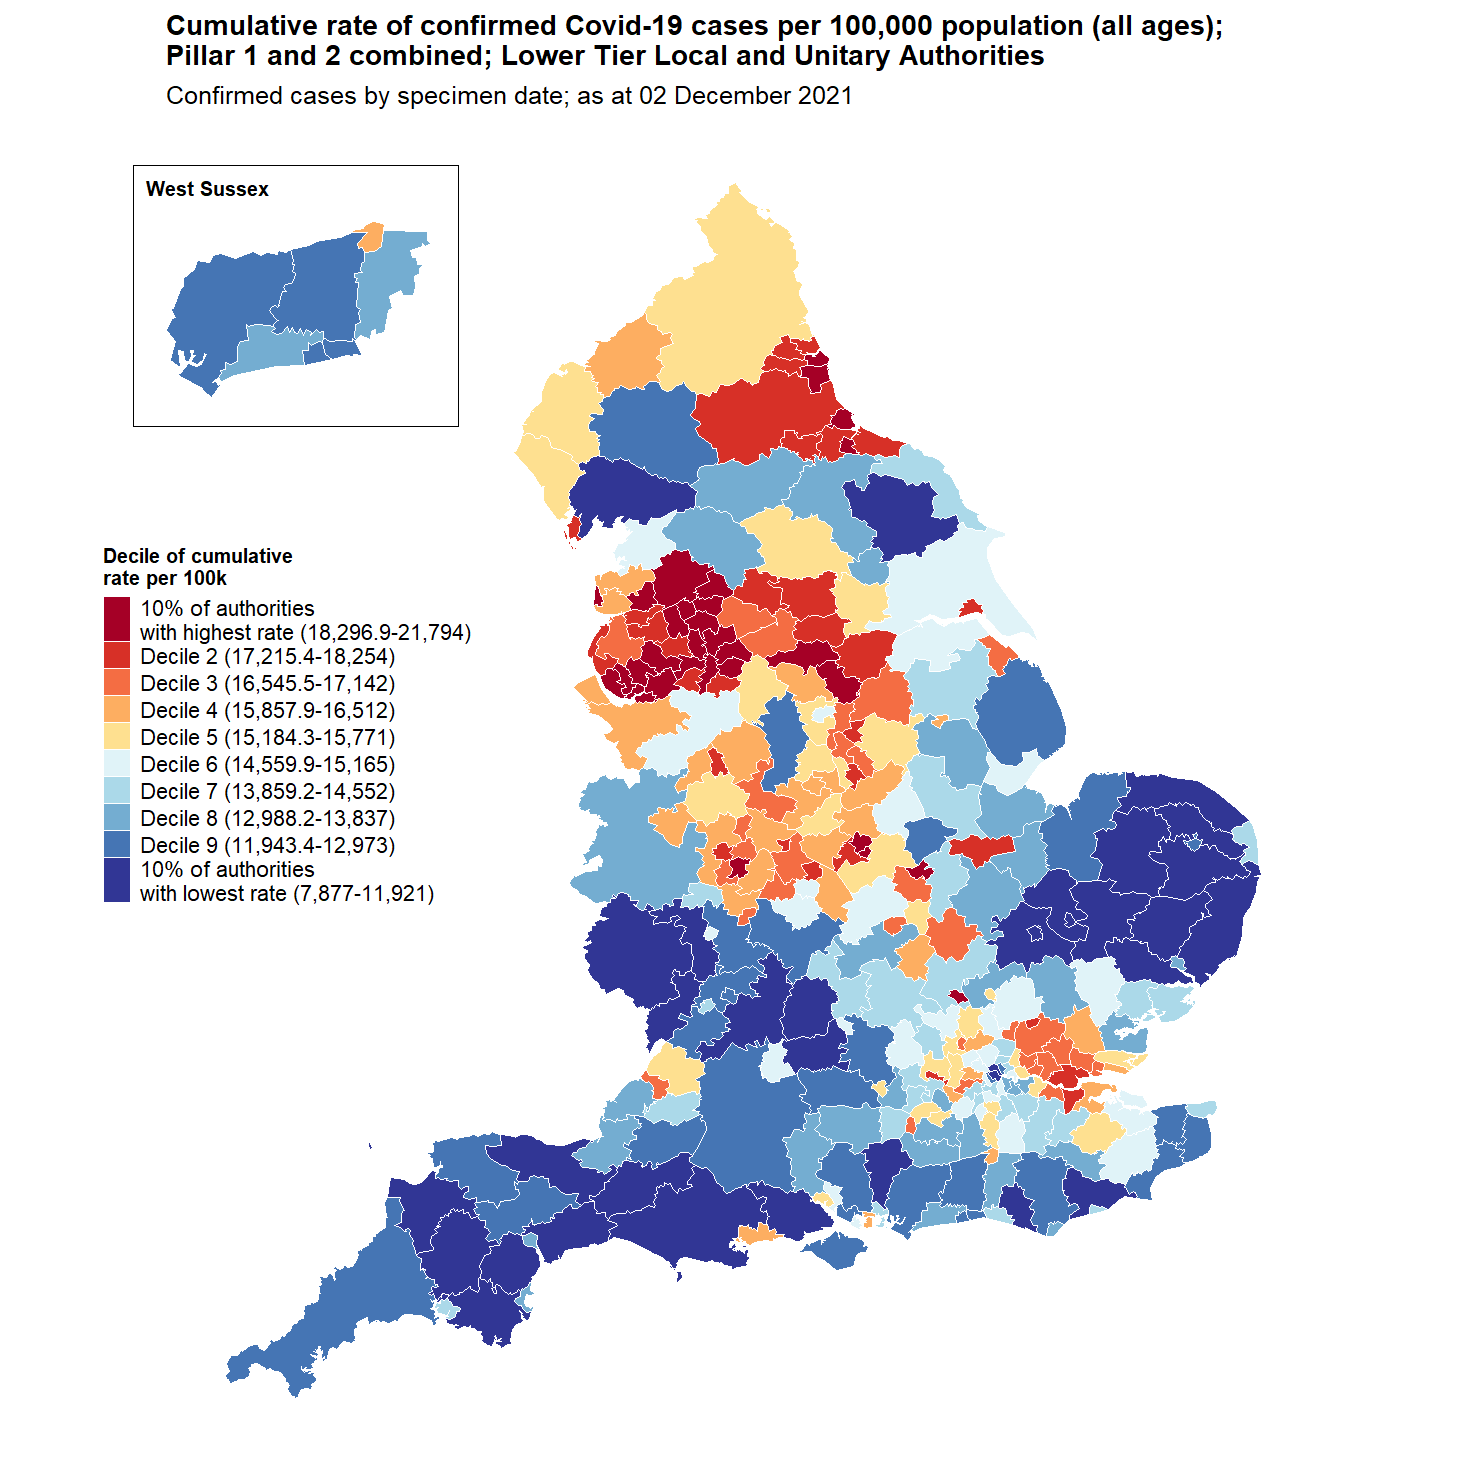 Cumulative rate of confirmed Covid-19 cases per 100,000 population (all ages);
Pillar 1 and 2 combined; Lower Tier Local and Unitary Authorities
Confirmed cases by specimen date; as at 02 December 2021
West Sussex
Decile of cumulative
rate per 100k
10% of authorities
with highest rate (18,296.9-21,794)
Decile 2 (17,215.4-18,254)
Decile 3 (16,545.5-17,142)
Decile 4 (15,857.9-16,512)
Decile 5 (15,184.3-15,771)
Decile 6 (14,559.9-15,165)
Decile 7 (13,859.2-14,552)
Decile 8 (12,988.2-13,837)
Decile 9 (11,943.4-12,973)
10% of authorities
with lowest rate (7,877-11,921)